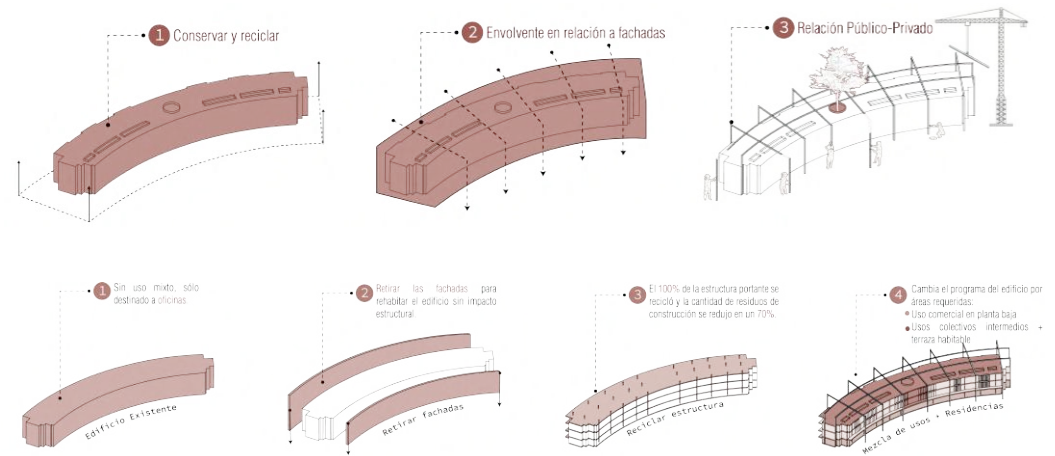 1 Conservar y reciclar
2 Envolvente en relación a fachadas
3 Relación Público-Privado
1 Sin uso mixto, sólo
destinado a oficinas.
Edificio Existente
2 Retirar las fachadas para
rehabitar el edificio sin impacto
estructural.
Retirar fachadas
3 El 100% de la estructura portante se
recicló y la cantidad de residuos de
construcción se redujo en un 70%.
Reciclar estructura
4 Cambia el programa del edificio por
áreas requeridas:
Uso comercial en planta baja
Usos colectivos intermedios +
terraza habitable
Mezcla de usos + Residencias